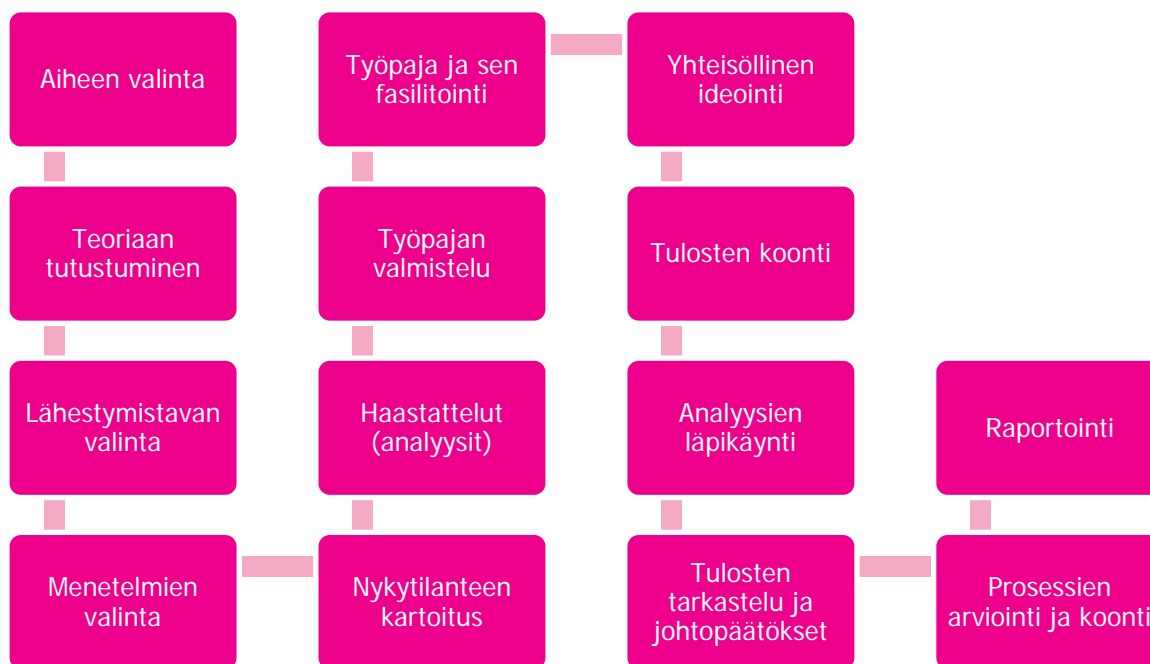 Aiheen valinta
Teoriaan
tutustuminen
Lähestymistavan
valinta
Menetelmien
valinta
Nykytilanteen
kartoitus
Haastattelut
(analyysit)
Työpajan
valmistelu
Työpaja ja sen
fasilitointi
Yhteisöllinen
ideointi
Tulosten koonti
Analyysien
läpikäynti
Tulosten
tarkastelu ja
johtopäätökset
Prosessien
arviointi ja koonti
Raportointi